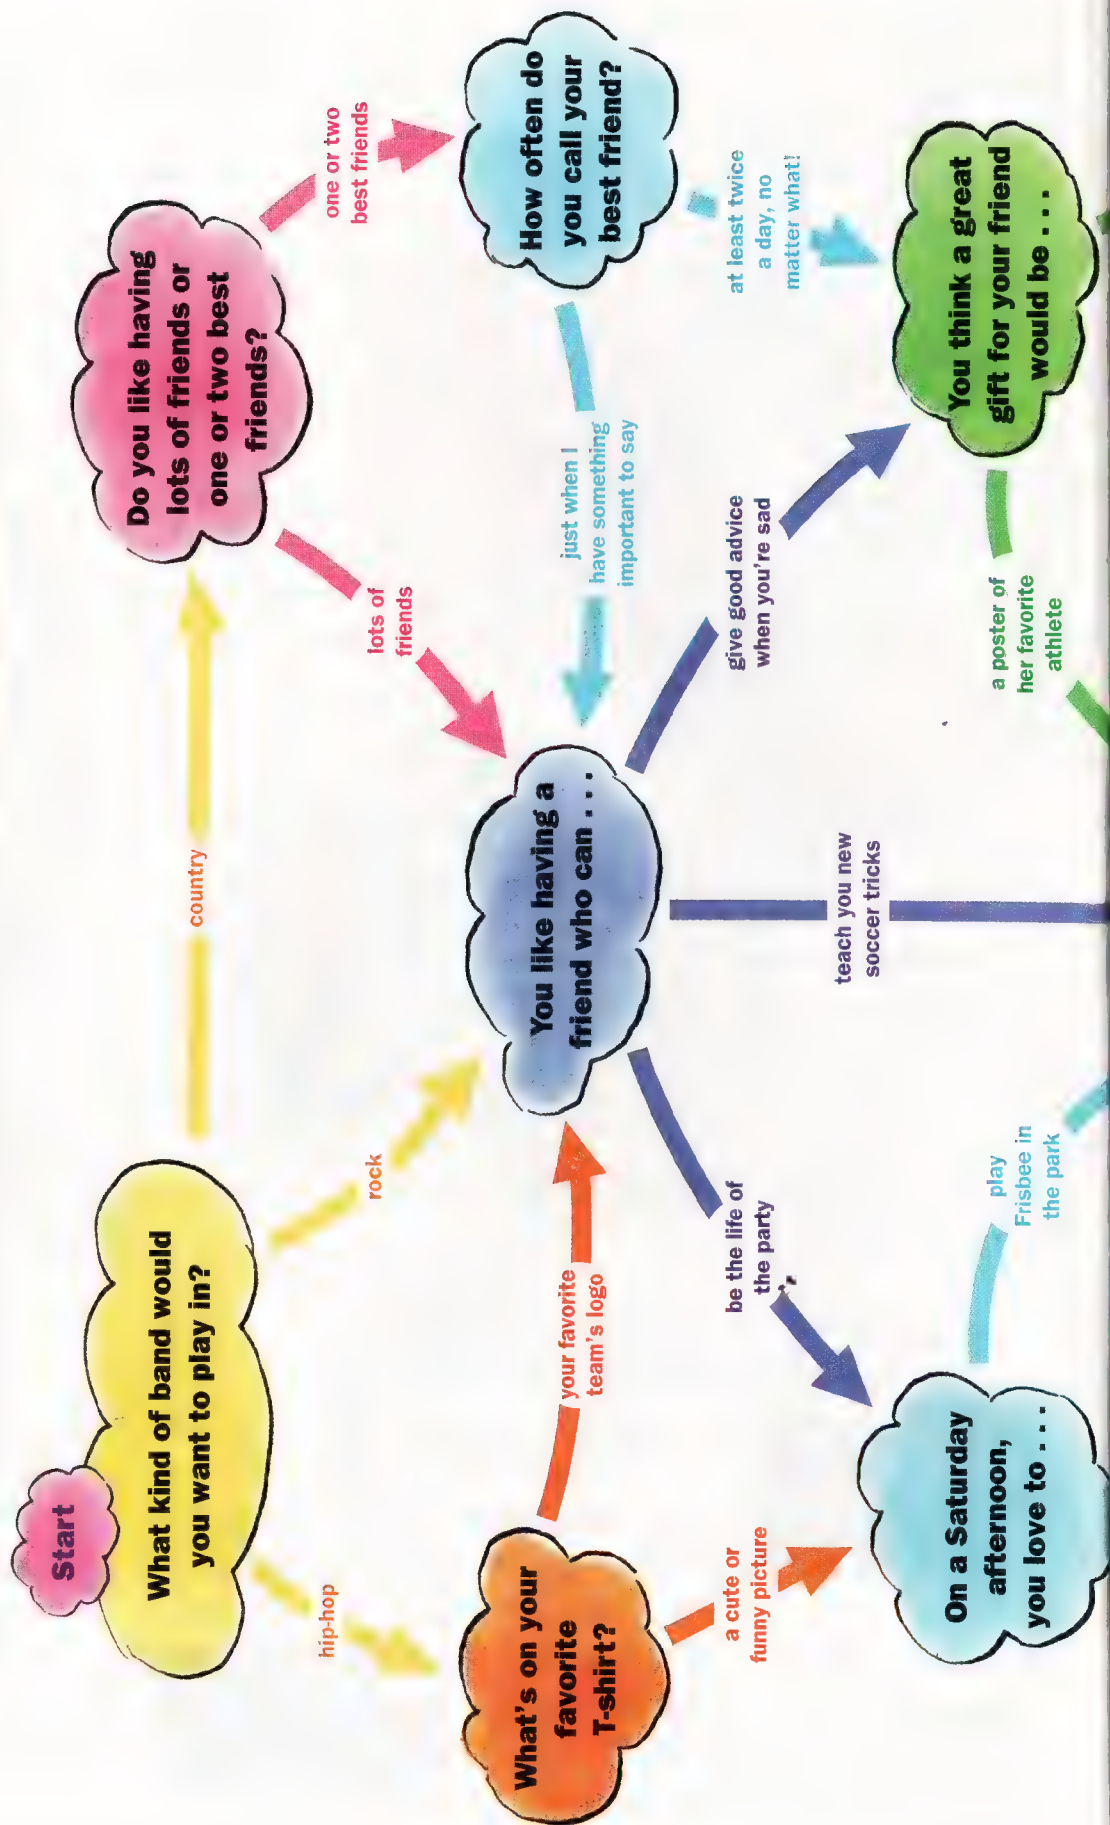 Start
What kind of band would
you want to play in?
country
Do you like having
lots of friends or
one or two best
friends?
hip-hop
rock
lots of
friends
one or two
best friends
What's on your
favorite
T-shirt?
your favorite
team's logo
You like having a
friend who can . . .
just when I
have something
important to say
How often do
you call your
best friend?
a cute or
funny picture
be the life of
the party
teach you new
soccer tricks
give good advice
when you're sad
at least twice
a day, no
matter what!
On a Saturday
afternoon,
you love to . . .
play
Frisbee in
the park
a poster of
her favorite
athlete
You think a great
gift for your friend
would be . . .